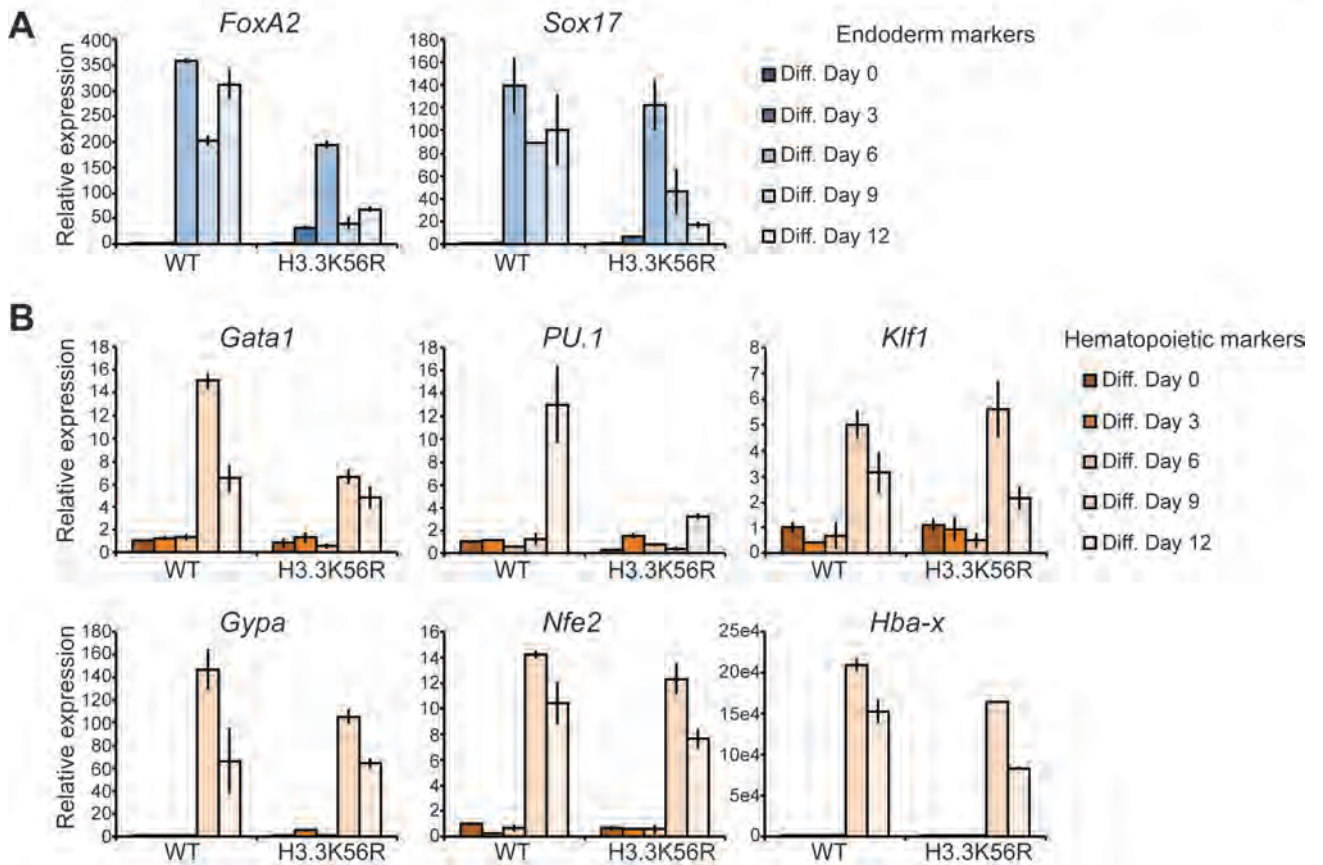 A
FoxA2
Sox17
Endoderm markers
Relative expression
400
350
300
250
200
150
100
50
0
WT
H3.3K56R
180
160
140
120
100
80
60
40
20
0
WT
H3.3K56R
Diff. Day 0
Diff. Day 3
Diff. Day 6
Diff. Day 9
Diff. Day 12
B
Gata1
PU.1
Klf1
Hematopoietic markers
Relative expression
18
16
14
12
10
8
6
4
2
0
WT
H3.3K56R
18
16
14
12
10
8
6
4
2
0
WT
H3.3K56R
8
7
6
5
4
3
2
1
0
WT
H3.3K56R
Diff. Day 0
Diff. Day 3
Diff. Day 6
Diff. Day 9
Diff. Day 12
Gypa
Nfe2
Hba-x
Relative expression
180
160
140
120
100
80
60
40
20
0
WT
H3.3K56R
16
14
12
10
8
6
4
2
0
WT
H3.3K56R
25e4
20e4
15e4
10e4
5e4
0e4
WT
H3.3K56R